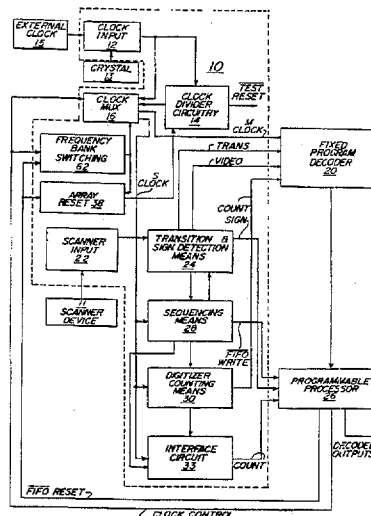 EXTERNAL
CLOCK
15
CLOCK
INPUT
12
CRYSTAL
13
10
CLOCK
MUX
16
CLOCK
DIVIDER
CIRCUITRY
14
TEST
RESET
M
CLOCK
TRANS
VIDEO
FREQUENCY
BANK
SWITCHING
62
ARRAY
RESET 38
S
CLOCK
FIXED
PROGRAM
DECODER
20
COUNT
SIGN
SCANNER
INPUT
22
TRANSITION &
SIGN DETECTION
MEANS
24
11
SCANNER
DEVICE
SEQUENCING
MEANS
28
FIFO
WRITE
DIGITIZER
COUNTING
MEANS
30
PROGRAMMABLE
PROCESSOR
26
INTERFACE
CIRCUIT
33
COUNT
DECODER
OUTPUTS
FIFO RESET
CLOCK CONTROL